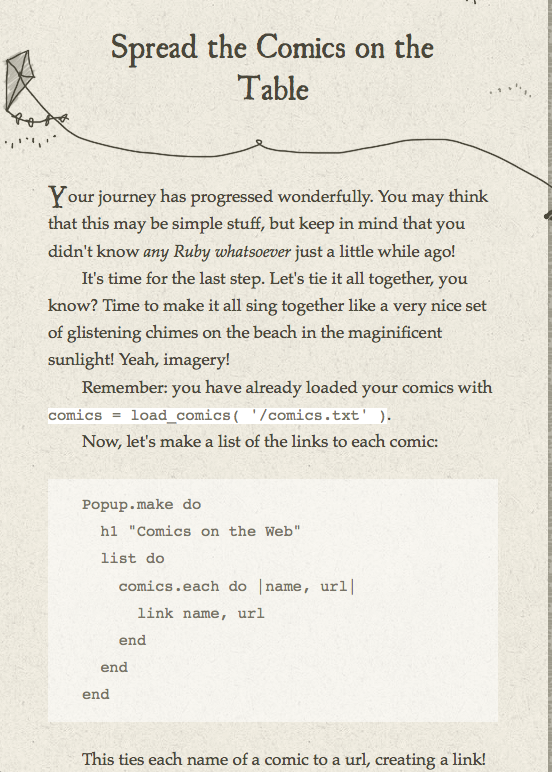 Spread the Comics on the
Table
Your journey has progressed wonderfully. You may think
that this may be simple stuff, but keep in mind that you
didn't know any Ruby whatsoever just a little while ago!
It's time for the last step. Let's tie it all together, you
know? Time to make it all sing together like a very nice set
of glistening chimes on the beach in the maginificent
sunlight! Yeah, imagery!
Remember: you have already loaded your comics with
comics = load_comics( '/comics.txt' ).
Now, let's make a list of the links to each comic:
Popup.make do
  h1 "Comics on the Web"
  list do
    comics.each do |name, url|
      link name, url
    end
  end
end
This ties each name of a comic to a url, creating a link!